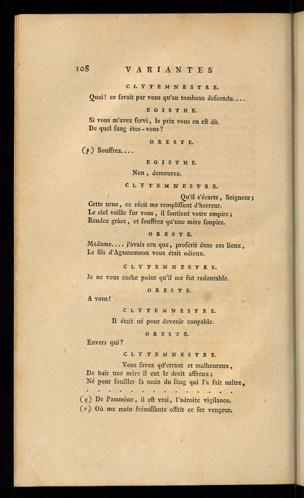 108 VARIANTES
CLYTEMNESTRE.
Quoi! ce serait par vous qu'au tombeau descendu....
EGISTHE.
Si vous m'avez servi, le prix vous en est dû.
De quel sang êtes-vous?
ORESTE.
(p) Souffrez....
EGISTHE.
Non, demeurez.
CLYTEMNESTRE.
Qu'il s'écarte, Seigneur;
Cette urne, ce récit me remplissent d'horreur.
Le ciel veille sur vous, il soutient votre empire;
Rendez grâce, et souffrez qu'une mère soupire.
ORESTE.
Madame.... j'avais cru que, proscrit dans ces lieux,
Le fils d'Agamemnon vous était odieux.
CLYTEMNESTRE.
Je ne vous cache point qu'il me fut redoutable.
ORESTE.
A vous!
CLYTEMNESTRE.
Il était né pour devenir coupable.
ORESTE.
Envers qui?
CLYTEMNESTRE.
Vous savez qu'errant et malheureux,
De haïr une mère il eut le droit affreux;
Né pour souiller sa main du sang qui l'a fait naître,
(q) De Pammène, il est vrai, l'adroite vigilance.
(r) Où ma main frémissante offrit ce fer vengeur.